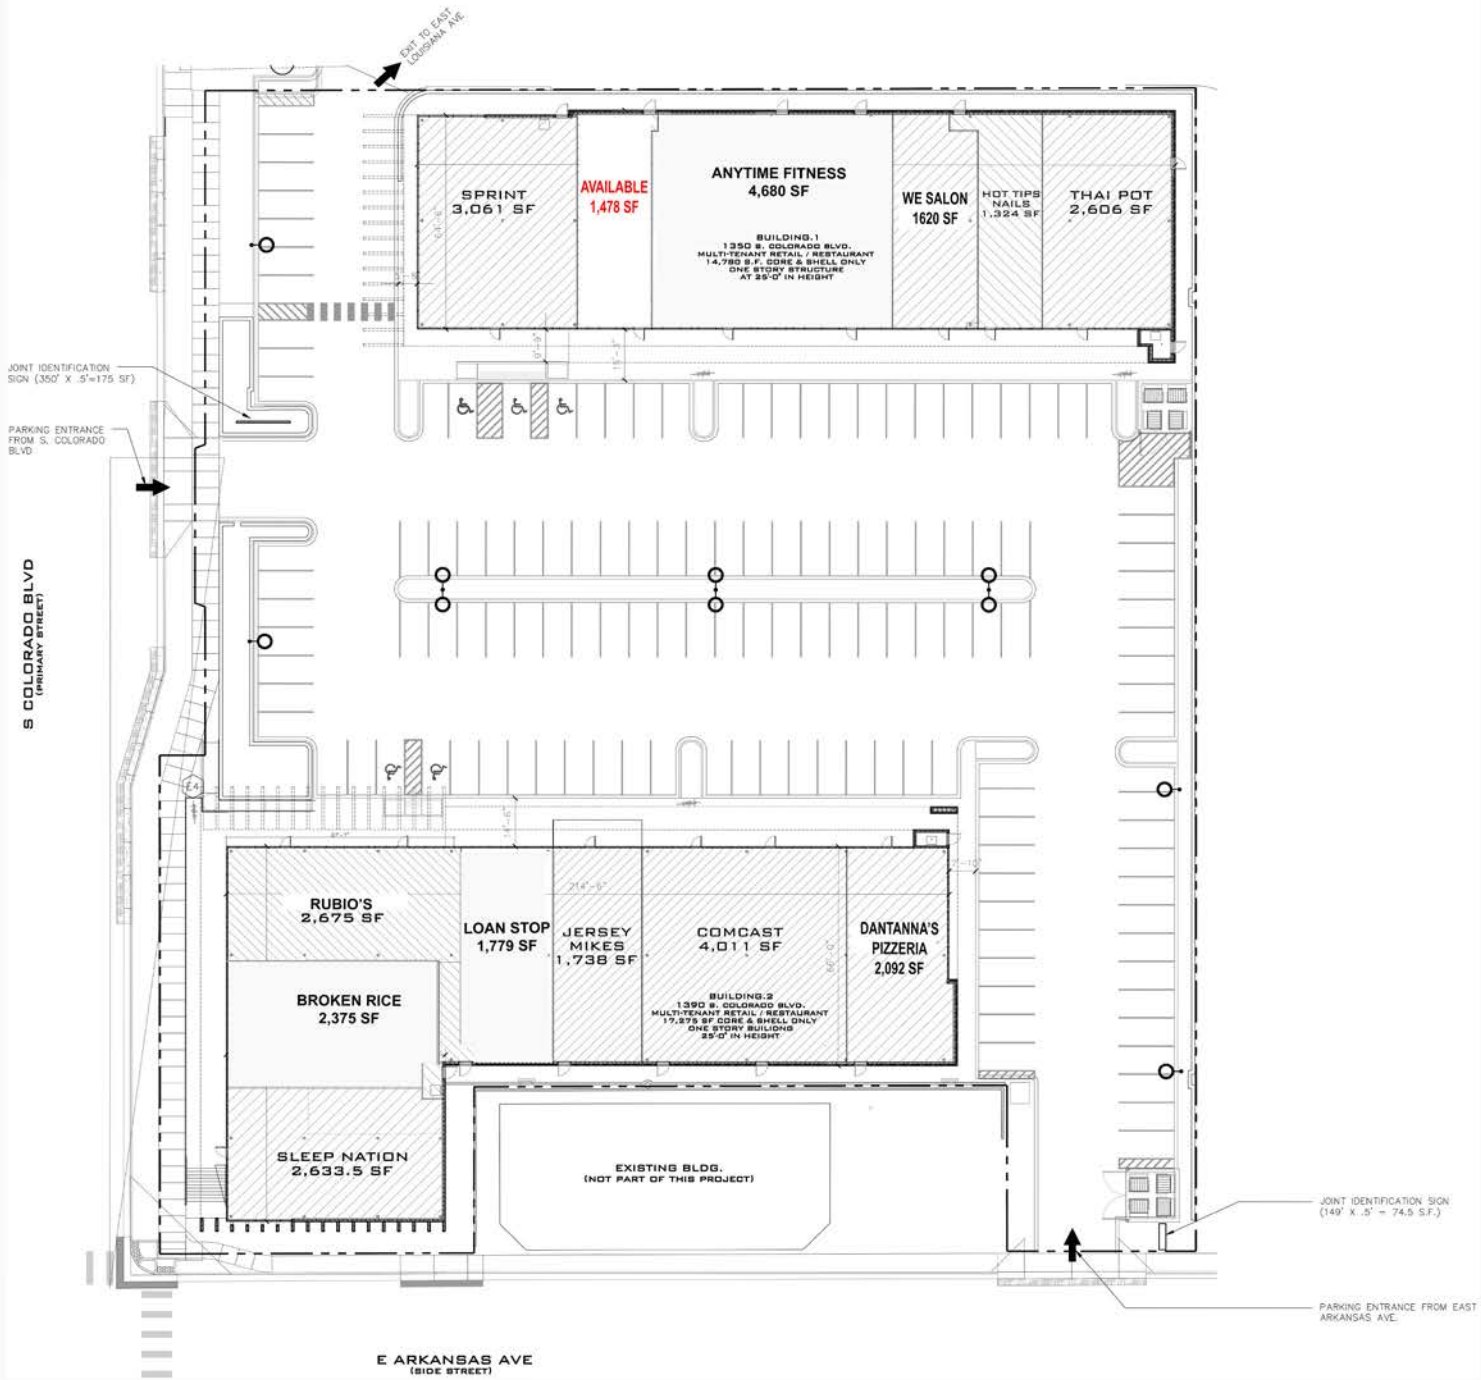 EXIT TO EAST
LOUISIANA AVE
SPRINT
3,061 SF
AVAILABLE
1,478 SF
ANYTIME FITNESS
4,680 SF
BUILDING.1
1350 S. COLORADO BLVD.
MULTI-TENANT RETAIL / RESTAURANT
14,780 S.F. CORE & SHELL ONLY
ONE STORY STRUCTURE
AT 25'-0" IN HEIGHT
WE SALON
1620 SF
HOT TIPS
NAILS
1,324 SF
THAI POT
2,606 SF
JOINT IDENTIFICATION
SIGN (350' X .5'=175 SF)
PARKING ENTRANCE
FROM S. COLORADO
BLVD
S COLORADO BLVD
(PRIMARY STREET)
RUBIO'S
2,675 SF
LOAN STOP
1,779 SF
214'-6"
JERSEY
MIKES
1,738 SF
COMCAST
4,011 SF
DANTANNA'S
PIZZERIA
2,092 SF
BROKEN RICE
2,375 SF
BUILDING.2
1390 S. COLORADO BLVD.
MULTI-TENANT RETAIL / RESTAURANT
17,275 SF CORE & SHELL ONLY
ONE STORY BUILIDNG
25'-0" IN HEIGHT
SLEEP NATION
2,633.5 SF
EXISTING BLDG.
(NOT PART OF THIS PROJECT)
JOINT IDENTIFICATION SIGN
(149' X .5' = 74.5 S.F.)
PARKING ENTRANCE FROM EAST
ARKANSAS AVE.
E ARKANSAS AVE
(SIDE STREET)